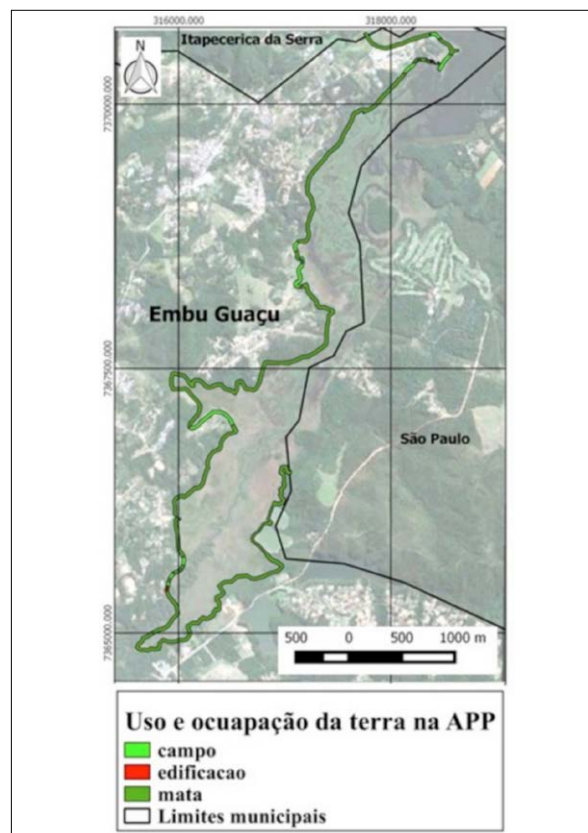 316000.000
318000.000
Itapecerica da Serra
N
7370000.000
Embu Guaçu
7367500.000
São Paulo
7365000.000
500
0
500
1000 m
Uso e ocuapação da terra na APP
campo
edificacao
mata
Limites municipais